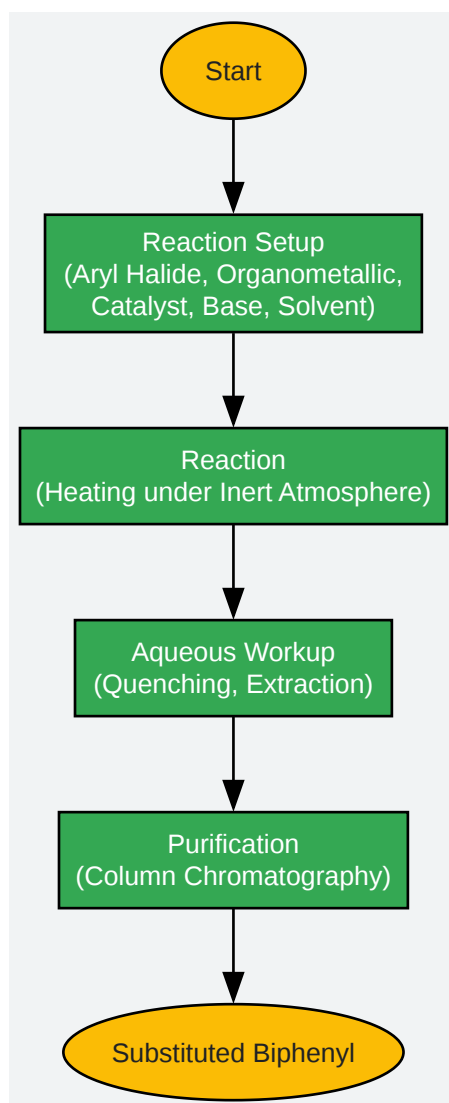 Start
Reaction Setup
(Aryl Halide, Organometallic,
Catalyst, Base, Solvent)
Reaction
(Heating under Inert Atmosphere)
Aqueous Workup
(Quenching, Extraction)
Purification
(Column Chromatography)
Substituted Biphenyl